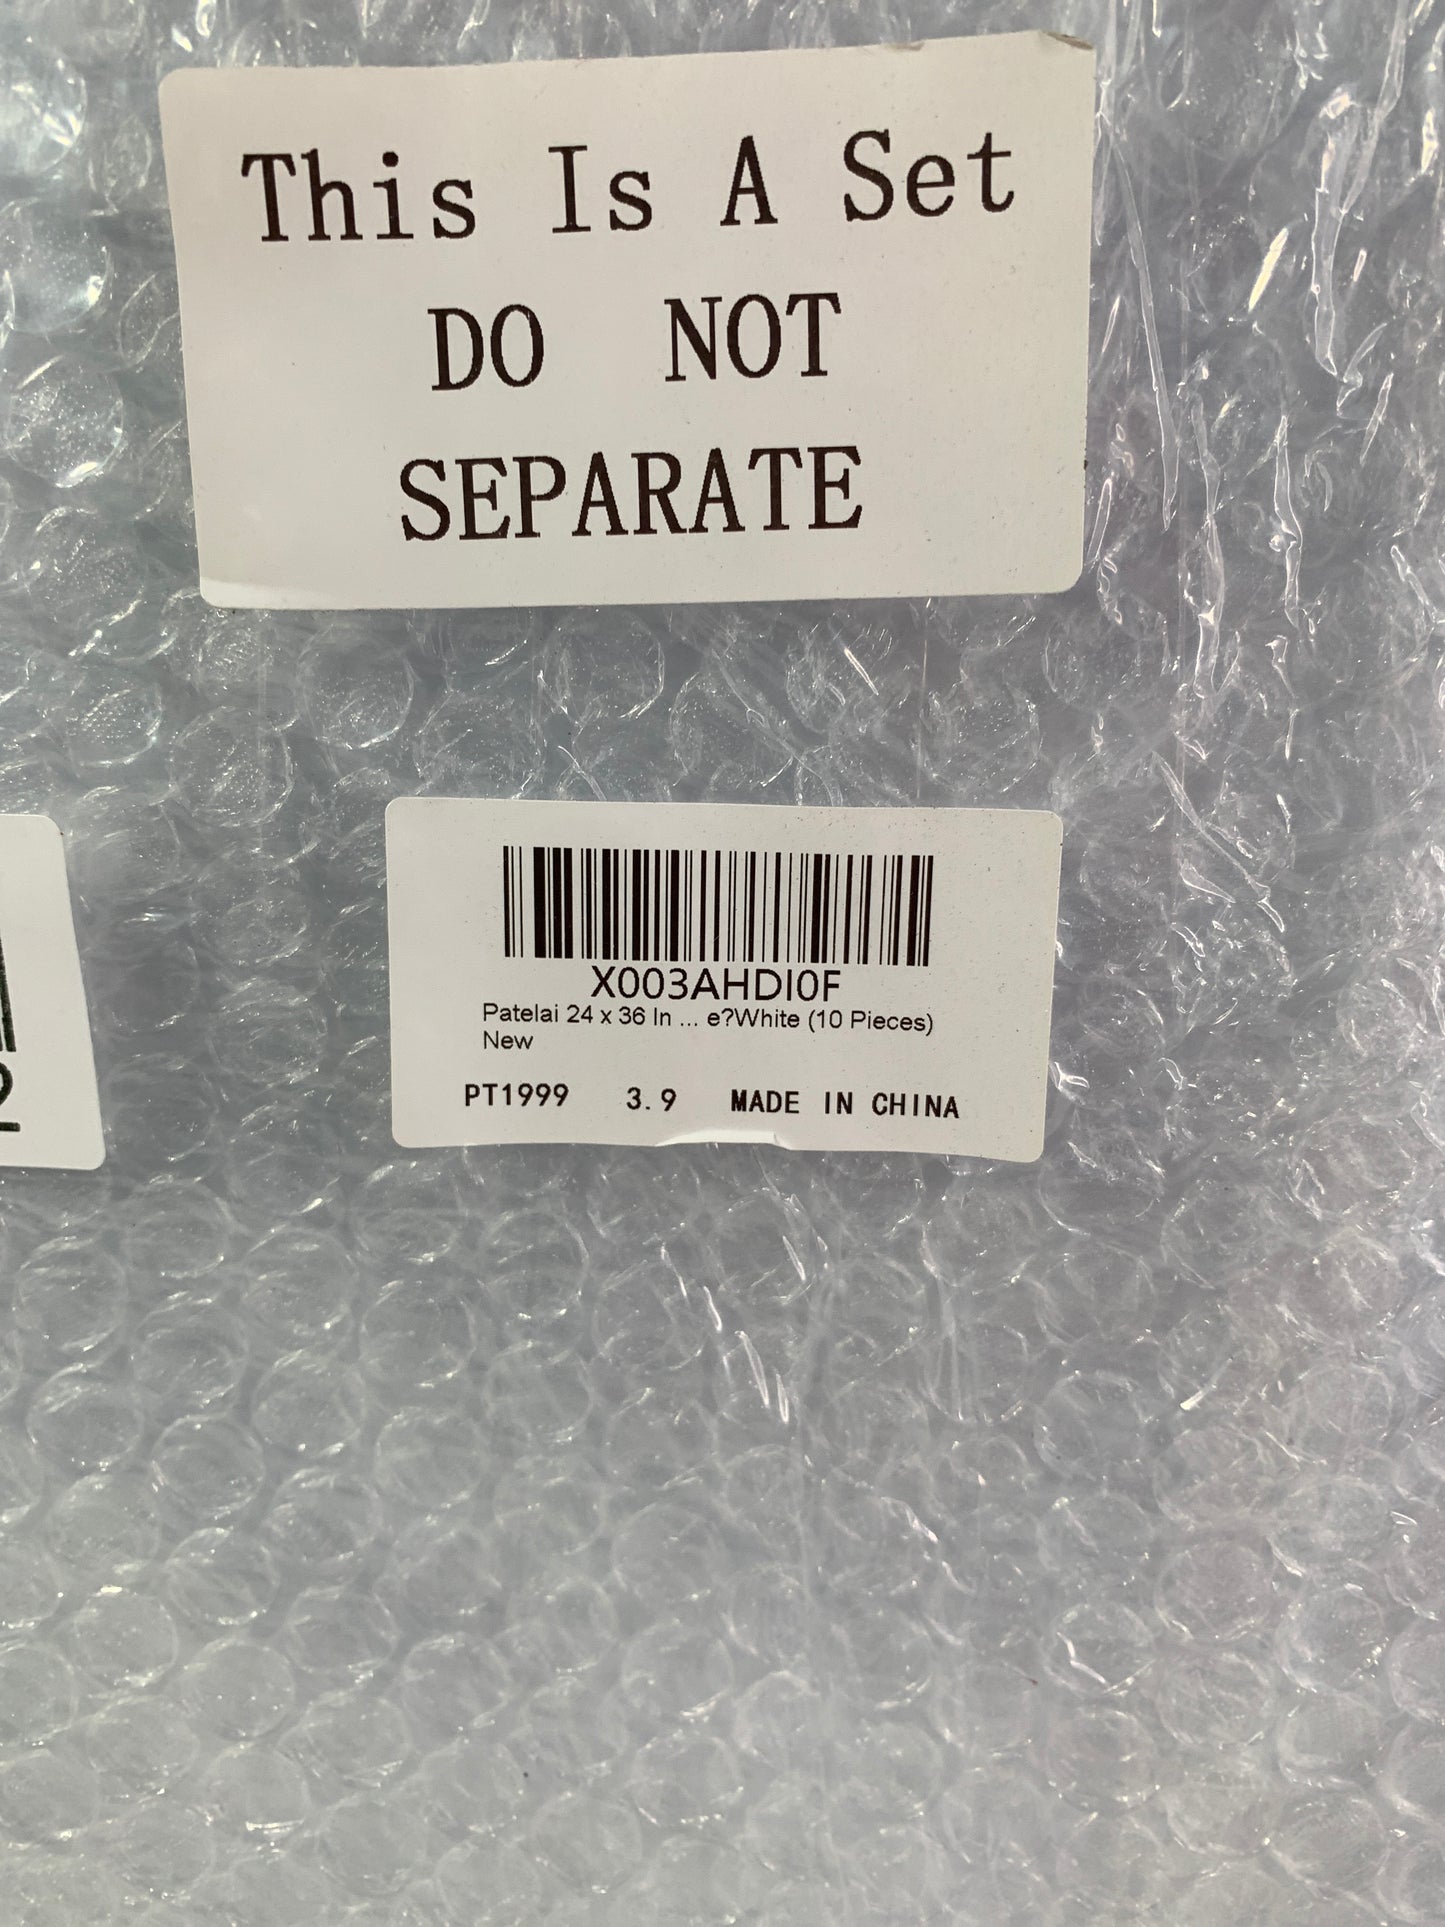 This Is A Set
DO NOT
SEPARATE
X003AHDI0F
Patelai 24 x 36 In ... e?White (10 Pieces)
New
PT1999 3.9 MADE IN CHINA
2